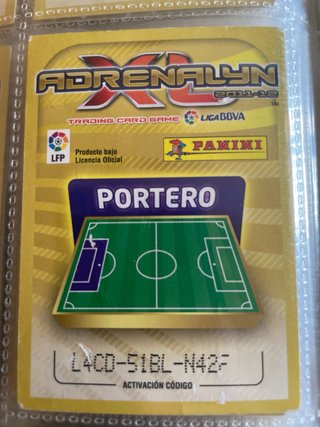 ADRENALYN
XL
2011-12
TM
TRADING CARD GAME LIGA BBVA
LFP
Producto bajo
Licencia Oficial
PANINI
PORTERO
L4CD-51BL-N42F
ACTIVACIÓN CÓDIGO